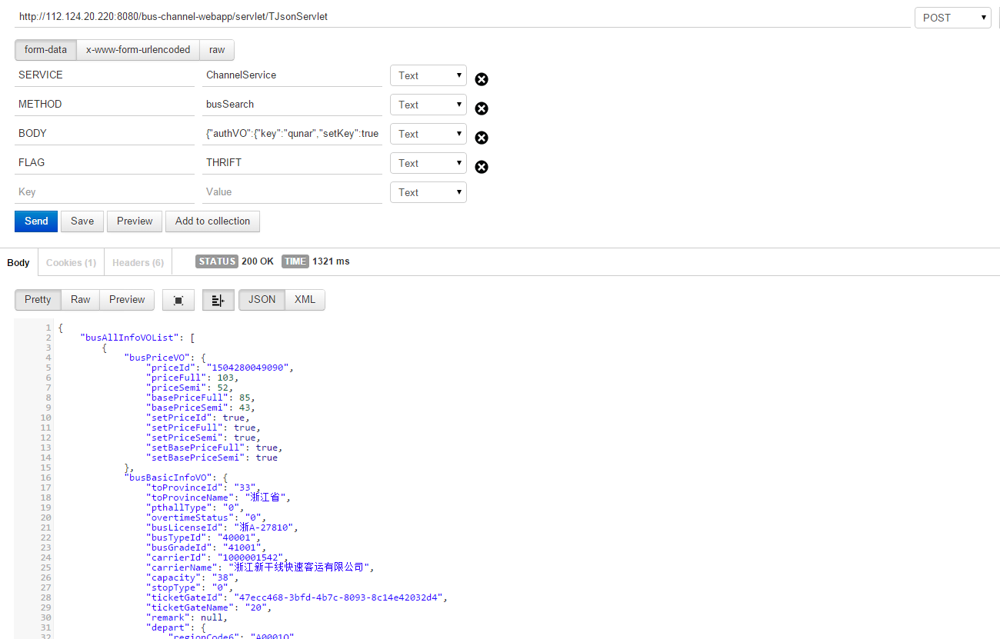 http://112.124.20.220:8080/bus-channel-webapp/servlet/TJsonServlet POST
form-data x-www-form-urlencoded raw
SERVICE ChannelService Text
METHOD busSearch Text
BODY {"authVO":{"key":"qunar","setKey":true Text
FLAG THRIFT Text
Key Value Text
Send Save Preview Add to collection
Body Cookies (1) Headers (6) STATUS 200 OK TIME 1321 ms
Pretty Raw Preview JSON XML
1 {
2 "busAllInfoVOList": [
3 {
4 "busPriceVO": {
5 "priceId": "1504280049090",
6 "priceFull": 103,
7 "priceSemi": 52,
8 "basePriceFull": 85,
9 "basePriceSemi": 43,
10 "setPriceId": true,
11 "setPriceFull": true,
12 "setPriceSemi": true,
13 "setBasePriceFull": true,
14 "setBasePriceSemi": true
15 },
16 "busBasicInfoVO": {
17 "toProvinceId": "33",
18 "toProvinceName": "浙江省",
19 "pthallType": "0",
20 "overtimeStatus": "0",
21 "busLicenseId": "浙A-27810",
22 "busTypeId": "40001",
23 "busGradeId": "41001",
24 "carrierId": "1000001542",
25 "carrierName": "浙江新干线快速客运有限公司",
26 "capacity": "38",
27 "stopType": "0",
28 "ticketGateId": "47ecc468-3bfd-4b7c-8093-8c14e42032d4",
29 "ticketGateName": "20",
30 "remark": null,
31 "depart": {
32 "regionCode6": "A0001O"